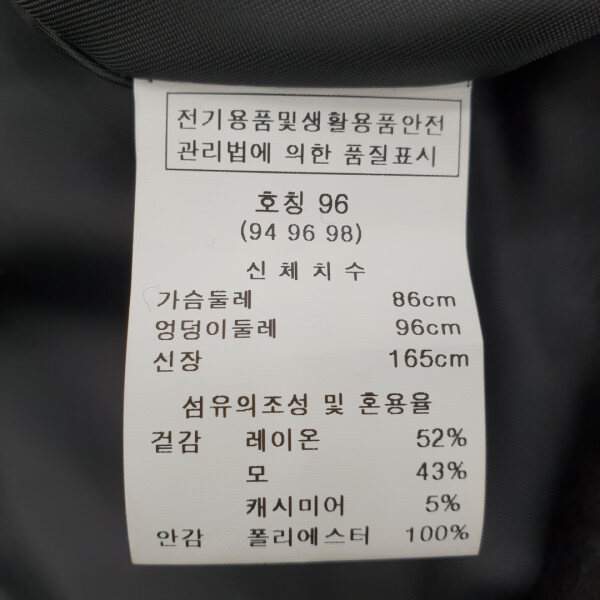 전기용품및생활용품안전
관리법에 의한 품질표시
호칭 96
(94 96 98)
신체치수
가슴둘레 86cm
엉덩이둘레 96cm
신장 165cm
섬유의조성 및 혼용율
겉감 레이온 52%
모 43%
캐시미어 5%
안감 폴리에스터 100%